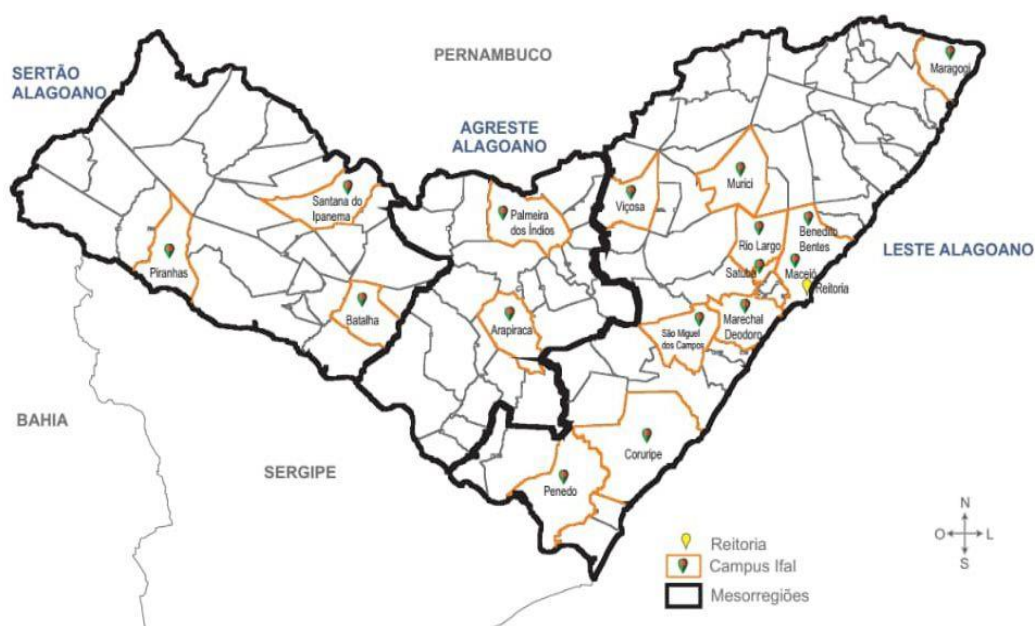 PERNAMBUCO
SERTÃO
ALAGOANO
AGRESTE
ALAGOANO
Maragogi
Murici
Viçosa
Santana do
Ipanema
Palmeira
dos Índios
Rio Largo
Benedito
Bentes
LESTE ALAGOANO
Piranhas
Satuba
Maceió
Reitoria
Batalha
Arapiraca
São Miguel
dos Campos
Marechal
Deodoro
BAHIA
SERGIPE
Coruripe
Penedo
N
O
L
S
Reitoria
Campus Ifal
Mesorregiões